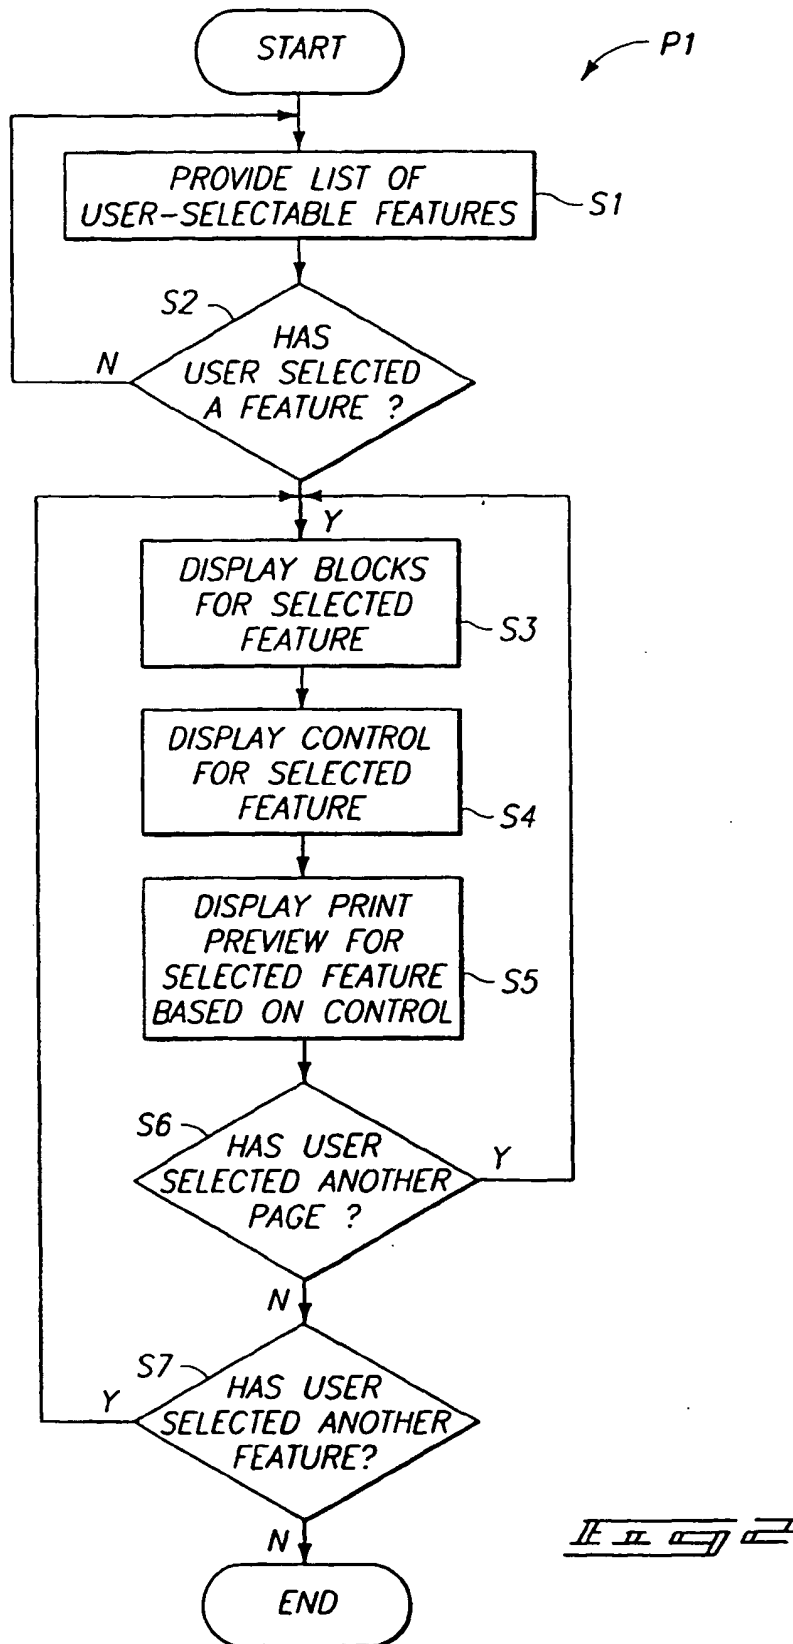 START
P1
PROVIDE LIST OF
USER-SELECTABLE FEATURES
S1
S2
HAS
USER SELECTED
A FEATURE ?
N
Y
DISPLAY BLOCKS
FOR SELECTED
FEATURE
S3
DISPLAY CONTROL
FOR SELECTED
FEATURE
S4
DISPLAY PRINT
PREVIEW FOR
SELECTED FEATURE
BASED ON CONTROL
S5
S6
HAS USER
SELECTED ANOTHER
PAGE ?
Y
N
S7
HAS USER
SELECTED ANOTHER
FEATURE?
Y
N
END
Fig 2